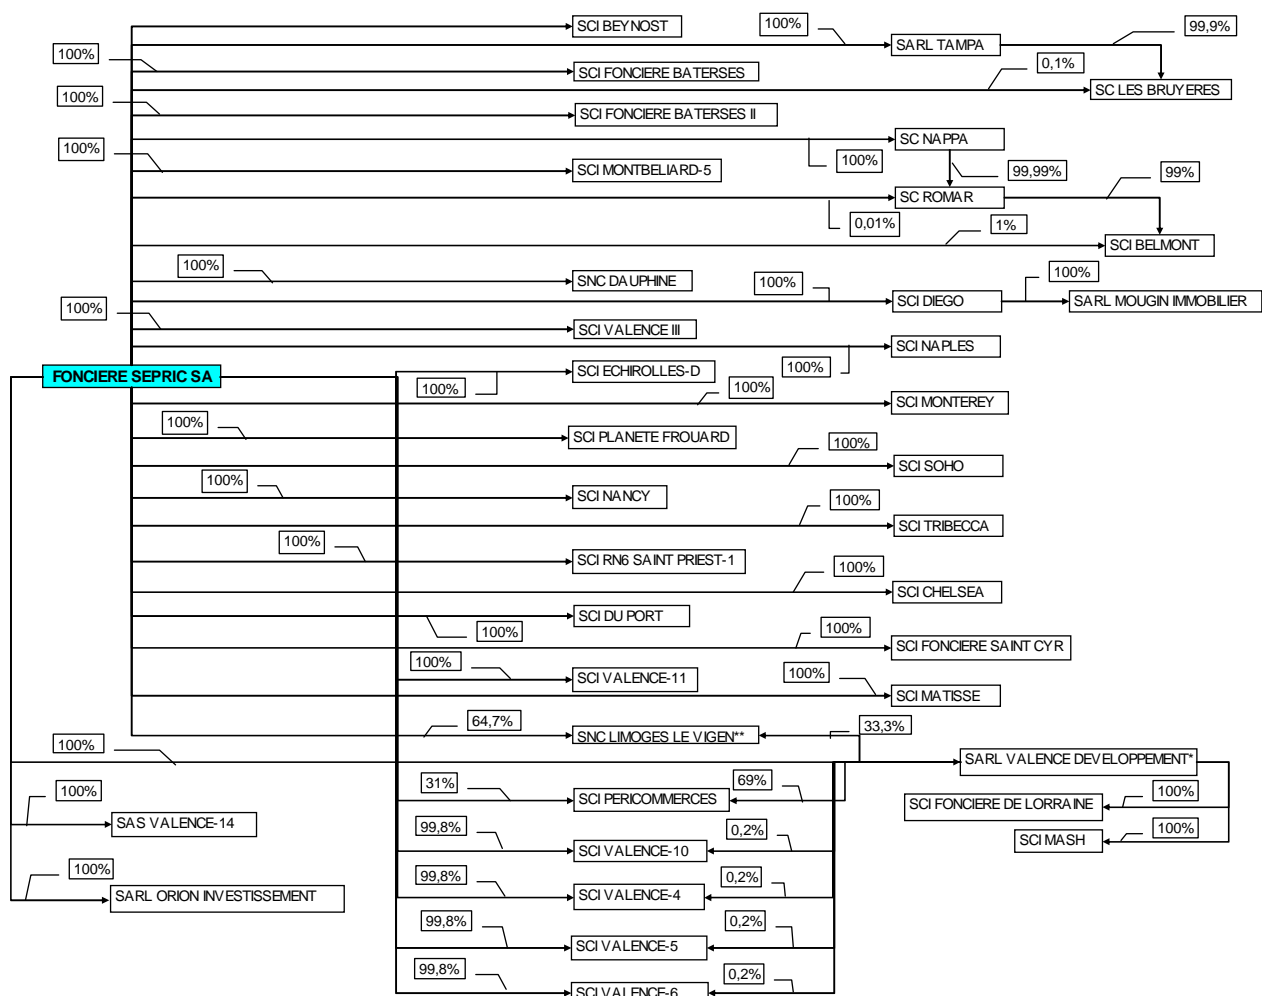 SCI BEYNOST
100%
SARL TAMPA
99,9%
100%
SCI FONCIERE BATERSES
0,1%
SC LES BRUYERES
100%
SCI FONCIERE BATERSES II
SC NAPPA
100%
100%
SCI MONTBELIARD-5
99,99%
99%
SC ROMAR
0,01%
1%
SCI BELMONT
100%
SNC DAUPHINE
100%
SCI DIEGO
100%
SARL MOUGIN IMMOBILIER
100%
SCI VALENCE III
SCI NAPLES
100%
FONCIERE SEPRIC SA
SCI ECHIROLLES-D
100%
100%
SCI MONTEREY
100%
SCI PLANETE FROUARD
100%
SCI SOHO
100%
SCI NANCY
100%
SCI TRIBECCA
100%
SCI RN6 SAINT PRIEST-1
100%
SCI CHELSEA
SCI DU PORT
100%
100%
SCI FONCIERE SAINT CYR
100%
SCI VALENCE-11
100%
SCI MATISSE
64,7%
SNC LIMOGES LE VIGEN**
33,3%
100%
SARL VALENCE DEVELOPPEMENT*
31%
SCI PERICOMMERCES
69%
SCI FONCIERE DE LORRAINE
100%
100%
SAS VALENCE-14
99,8%
SCI VALENCE-10
0,2%
SCI MASH
100%
100%
SARL ORION INVESTISSEMENT
99,8%
SCI VALENCE-4
0,2%
99,8%
SCI VALENCE-5
0,2%
99,8%
SCI VALENCE-6
0,2%